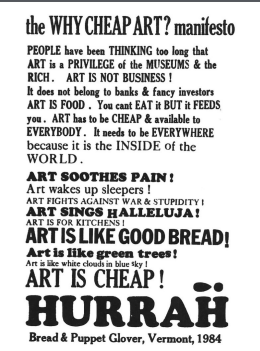 the WHY CHEAP ART? manifesto
PEOPLE have been THINKING too long that
ART is a PRIVILEGE of the MUSEUMS & the
RICH . ART IS NOT BUSINESS !
It does not belong to banks & fancy investors
ART IS FOOD . You cant EAT it BUT it FEEDS
you . ART has to be CHEAP & available to
EVERYBODY . It needs to be EVERYWHERE
because it is the INSIDE of the
WORLD .
ART SOOTHES PAIN !
Art wakes up sleepers !
ART FIGHTS AGAINST WAR & STUPIDITY !
ART SINGS HALLELUJA!
ART IS FOR KITCHENS !
ART IS LIKE GOOD BREAD!
Art is like green trees!
Art is like white clouds in blue sky !
ART IS CHEAP !
HURRAH
Bread & Puppet Glover, Vermont, 1984